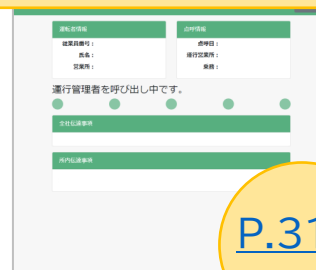 運転者情報
点呼情報
従業員番号：
氏名：
営業所：
点呼日：
運行営業所：
乗務：
運行管理者を呼び出し中です。
全社伝達事項
所内伝達事項
P.31